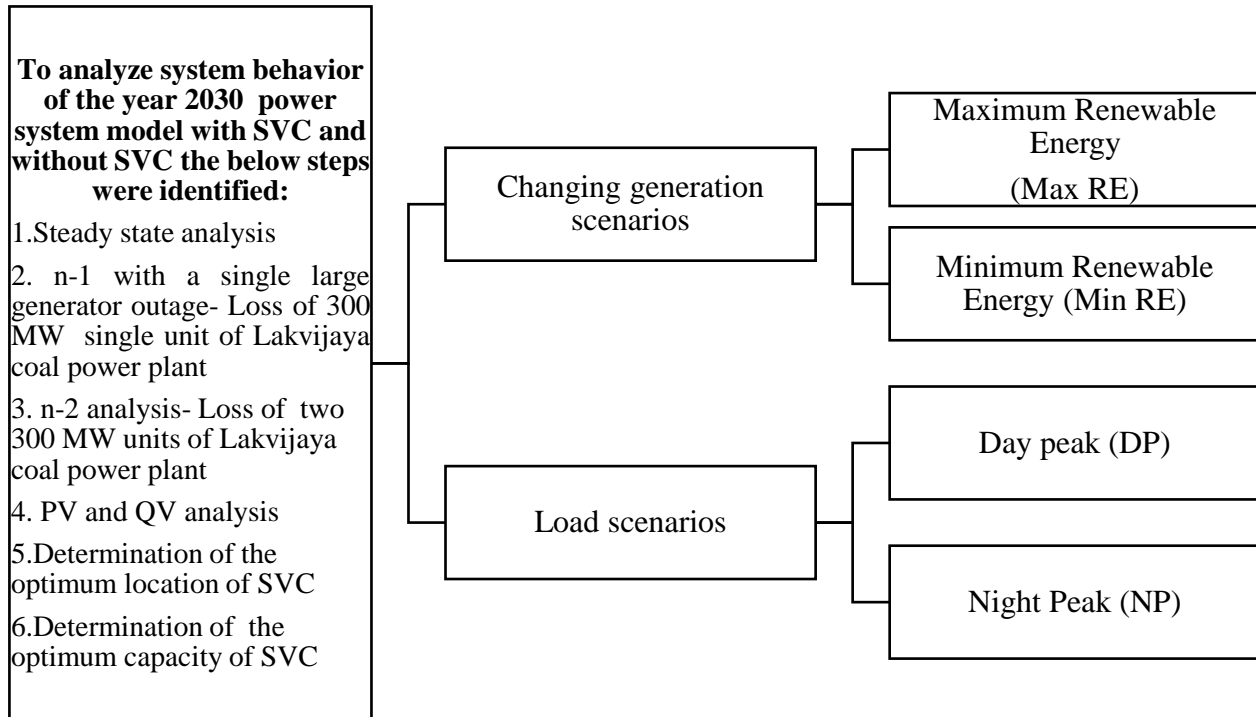 To analyze system behavior
of the year 2030 power
system model with SVC and
without SVC the below steps
were identified:
1.Steady state analysis
2. n-1 with a single large
generator outage- Loss of 300
MW single unit of Lakvijaya
coal power plant
3. n-2 analysis- Loss of two
300 MW units of Lakvijaya
coal power plant
4. PV and QV analysis
5.Determination of the
optimum location of SVC
6.Determination of the
optimum capacity of SVC
Changing generation
scenarios
Maximum Renewable
Energy
(Max RE)
Minimum Renewable
Energy (Min RE)
Load scenarios
Day peak (DP)
Night Peak (NP)